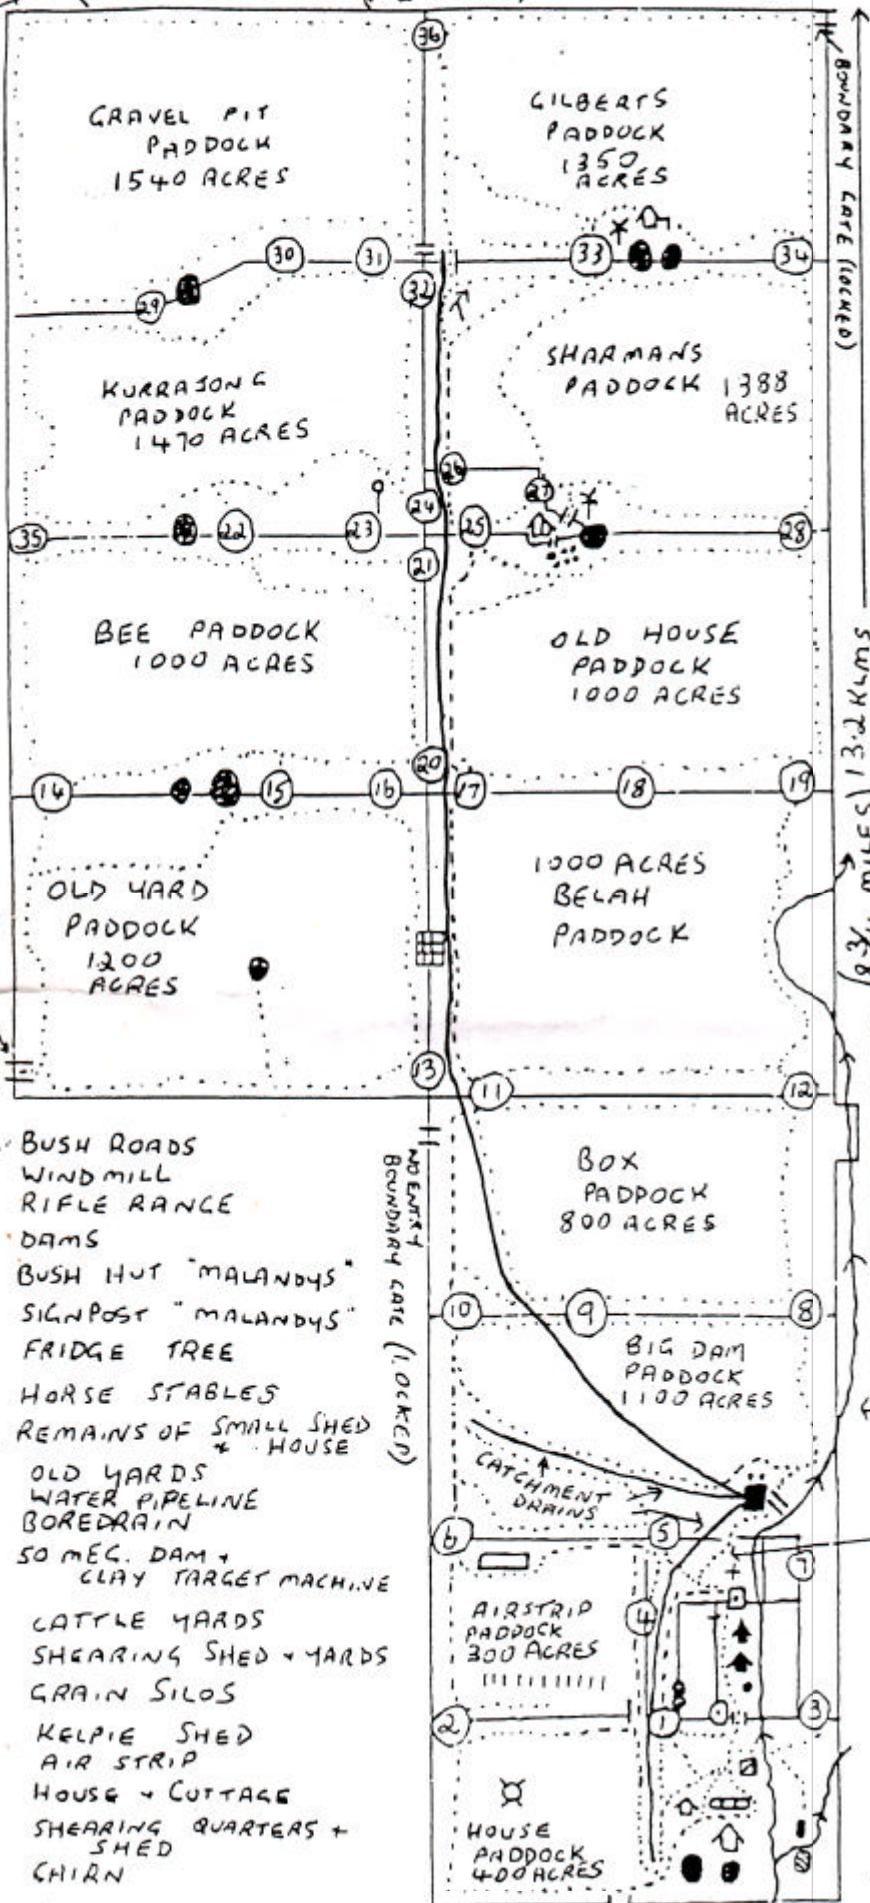 36
GRAVEL PIT
PADDOCK
1540 ACRES
GILBERTS
PADDOCK
1350
ACRES
BOUNDARY GATE (LOCKED)
29
30
31
32
33
34
KURRAJONG
PADDOCK
1470 ACRES
SHARMANS
PADDOCK 1388
ACRES
26
27
24
35
22
23
25
28
21
BEE PADDOCK
1000 ACRES
OLD HOUSE
PADDOCK
1000 ACRES
MILES) 13.2 KLMS
20
14
15
16
17
18
19
OLD YARD
PADDOCK
1200
ACRES
1000 ACRES
BELAH
PADDOCK
13
11
12
NO ENTRY
BOUNDARY GATE (LOCKED)
BOX
PADDOCK
800 ACRES
10
9
8
BIG DAM
PADDOCK
1100 ACRES
CATCHMENT
DRAINS
6
5
7
4
AIRSTRIP
PADDOCK
300 ACRES
2
1
3
HOUSE
PADDOCK
400 ACRES
BUSH ROADS
WINDMILL
RIFLE RANGE
DAMS
BUSH HUT "MALANDYS"
SIGNPOST "MALANDYS"
FRIDGE TREE
HORSE STABLES
REMAINS OF SMALL SHED
+ HOUSE
OLD YARDS
WATER PIPELINE
BOREDRAIN
50 MEG. DAM +
CLAY TARGET MACHINE
CATTLE YARDS
SHEARING SHED + YARDS
GRAIN SILOS
KELPIE SHED
AIR STRIP
HOUSE + COTTAGE
SHEARING QUARTERS +
SHED